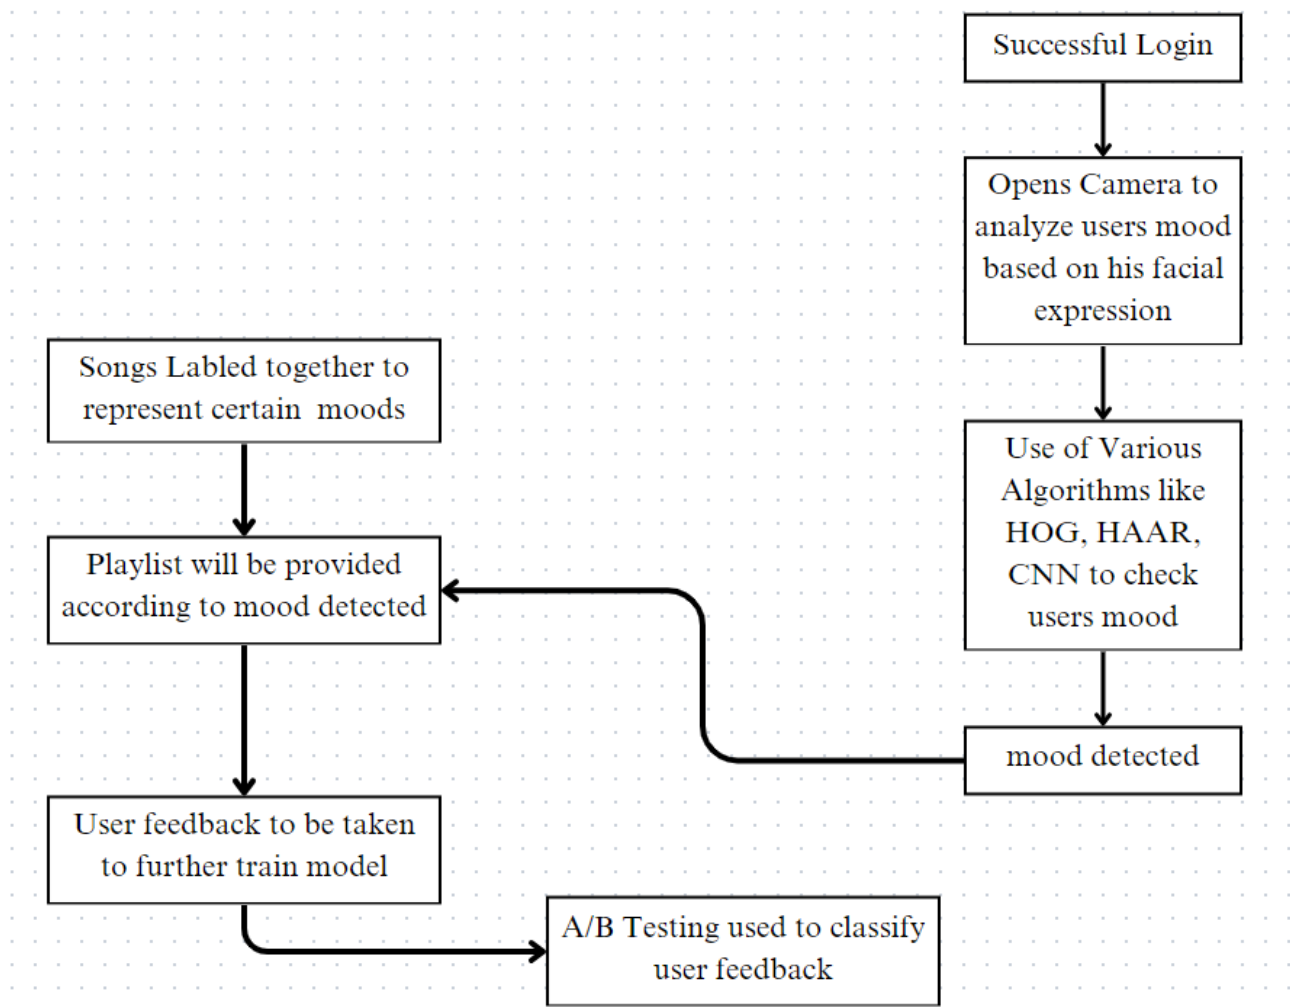 Successful Login
Opens Camera to
analyze users mood
based on his facial
expression
Use of Various
Algorithms like
HOG, HAAR,
CNN to check
users mood
mood detected
Songs Labled together to
represent certain  moods
Playlist will be provided
according to mood detected
User feedback to be taken
to further train model
A/B Testing used to classify
user feedback